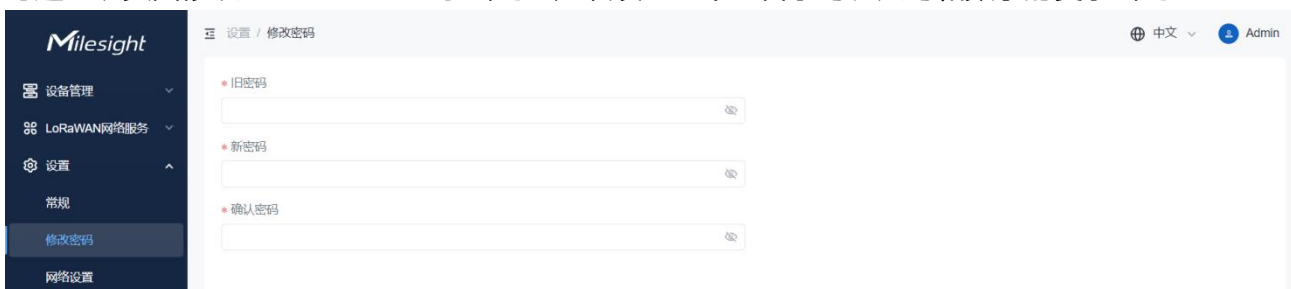 Milesight
设置 / 修改密码
中文
Admin
设备管理
LoRaWAN网络服务
设置
常规
修改密码
网络设置
* 旧密码
* 新密码
* 确认密码